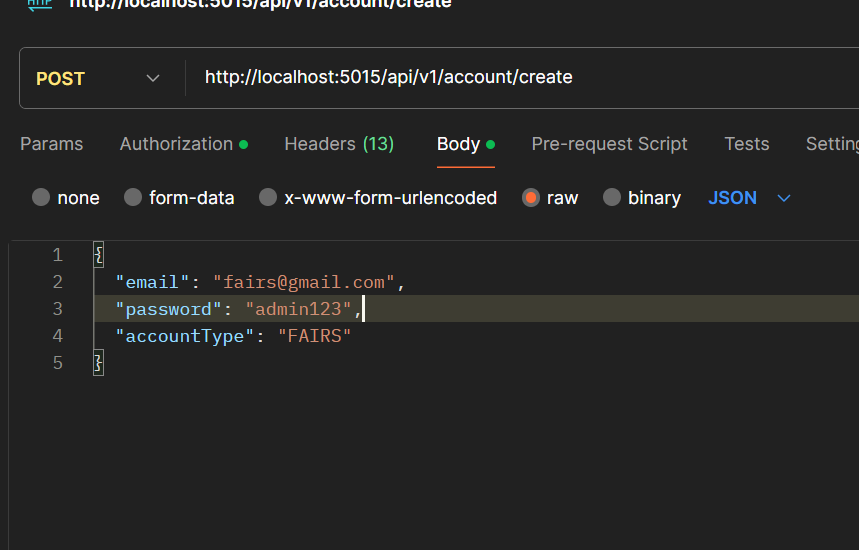 HTTP http://localhost:5015/api/v1/account/create
POST http://localhost:5015/api/v1/account/create
Params Authorization Headers (13) Body Pre-request Script Tests Setting
none form-data x-www-form-urlencoded raw binary JSON
1 {
2 "email": "fairs@gmail.com",
3 "password": "admin123",
4 "accountType": "FAIRS"
5 }